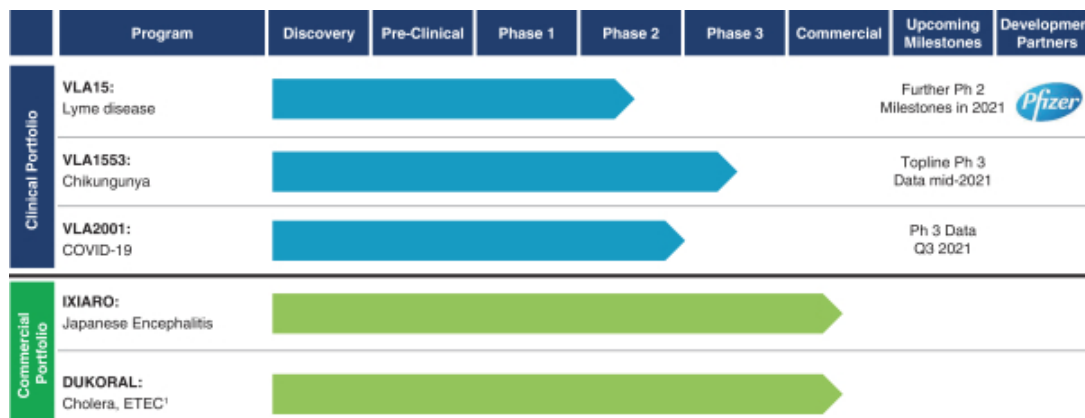 Program
Discovery
Pre-Clinical
Phase 1
Phase 2
Phase 3
Commercial
Upcoming
Milestones
Developmen
Partners
Clinical Portfolio
VLA15:
Lyme disease
Further Ph 2
Milestones in 2021
Pfizer
VLA1553:
Chikungunya
Topline Ph 3
Data mid-2021
VLA2001:
COVID-19
Ph 3 Data
Q3 2021
Commercial
Portfolio
IXIARO:
Japanese Encephalitis
DUKORAL:
Cholera, ETEC¹